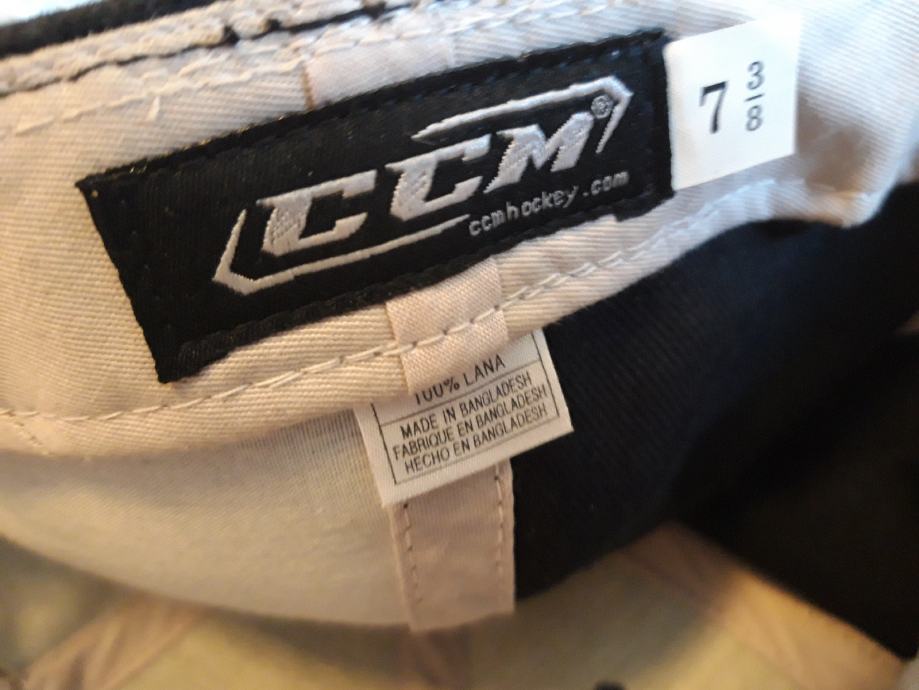 CCM®
ccmhockey.com
7 3/8
100% LANA
MADE IN BANGLADESH
FABRIQUE EN BANGLADESH
HECHO EN BANGLADESH